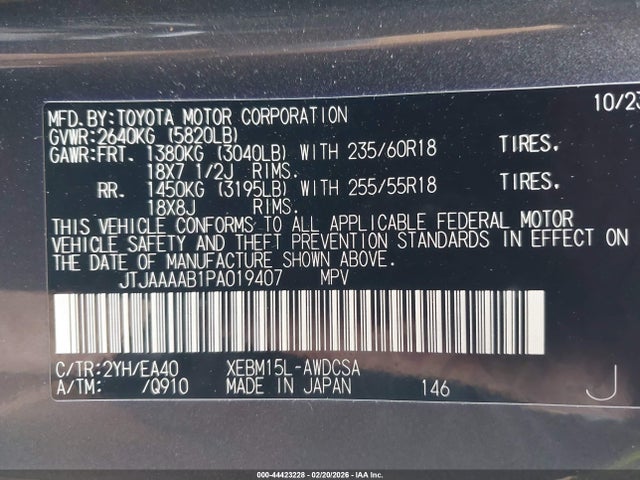 MFD.BY:TOYOTA MOTOR CORPORATION 10/23
GVWR:2640KG (5820LB)
GAWR:FRT. 1380KG (3040LB) WITH 235/60R18 TIRES.
18X7 1/2J RIMS.
RR. 1450KG (3195LB) WITH 255/55R18 TIRES.
18X8J RIMS.
THIS VEHICLE CONFORMS TO ALL APPLICABLE FEDERAL MOTOR
VEHICLE SAFETY AND THEFT PREVENTION STANDARDS IN EFFECT ON
THE DATE OF MANUFACTURE SHOWN ABOVE.
JTJAAAAB1PA019407 MPV
C/TR:2YH/EA40 XEBM15L-AWDCSA
A/TM: /Q910 MADE IN JAPAN 146 J
000-44423228 - 02/20/2026 - IAA Inc.